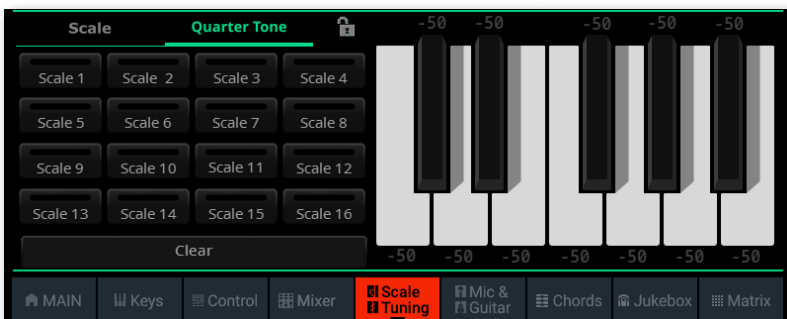 Scale
Quarter Tone
-50 -50 -50 -50 -50
Scale 1 Scale 2 Scale 3 Scale 4
Scale 5 Scale 6 Scale 7 Scale 8
Scale 9 Scale 10 Scale 11 Scale 12
Scale 13 Scale 14 Scale 15 Scale 16
Clear
-50 -50 -50 -50 -50 -50 -50
MAIN
Keys
Control
Mixer
Scale
Tuning
Mic &
Guitar
Chords
Jukebox
Matrix